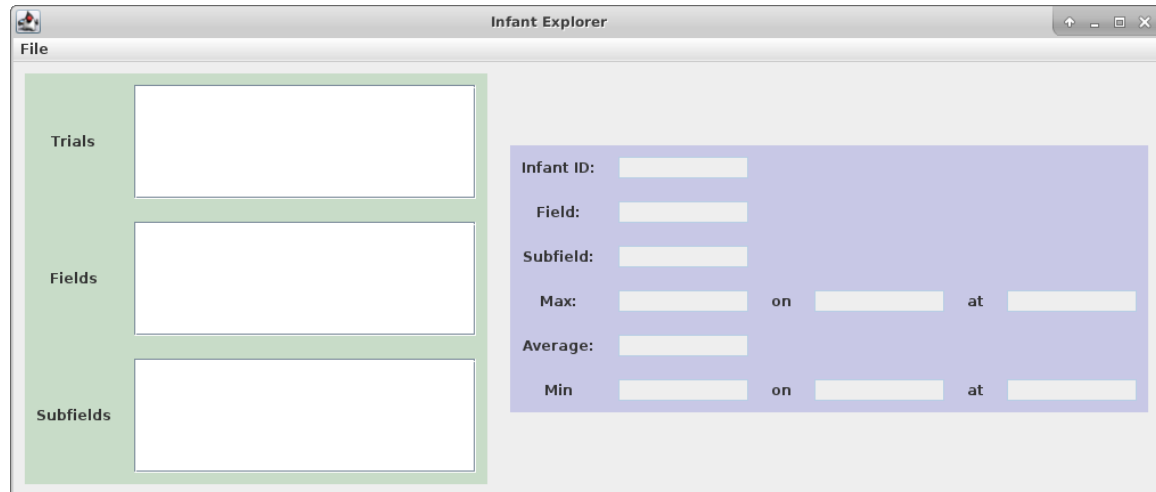 Infant Explorer
File
Trials
Fields
Subfields
Infant ID:
Field:
Subfield:
Max: on at
Average:
Min on at